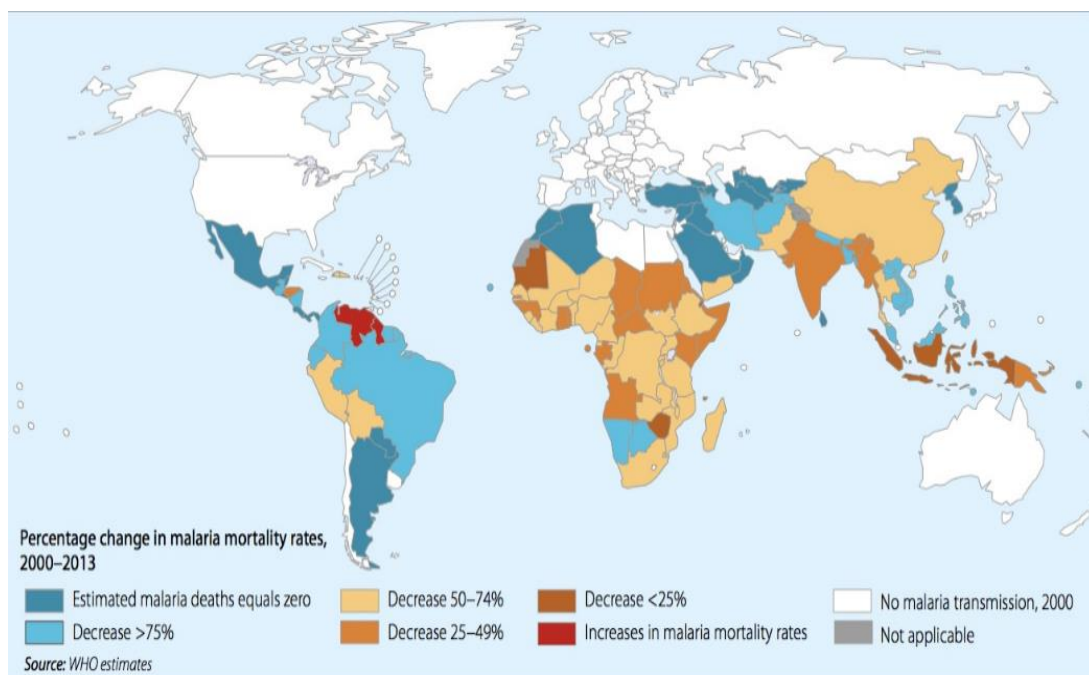 Percentage change in malaria mortality rates,
2000–2013
Estimated malaria deaths equals zero
Decrease >75%
Decrease 50–74%
Decrease 25–49%
Decrease <25%
Increases in malaria mortality rates
No malaria transmission, 2000
Not applicable
Source: WHO estimates